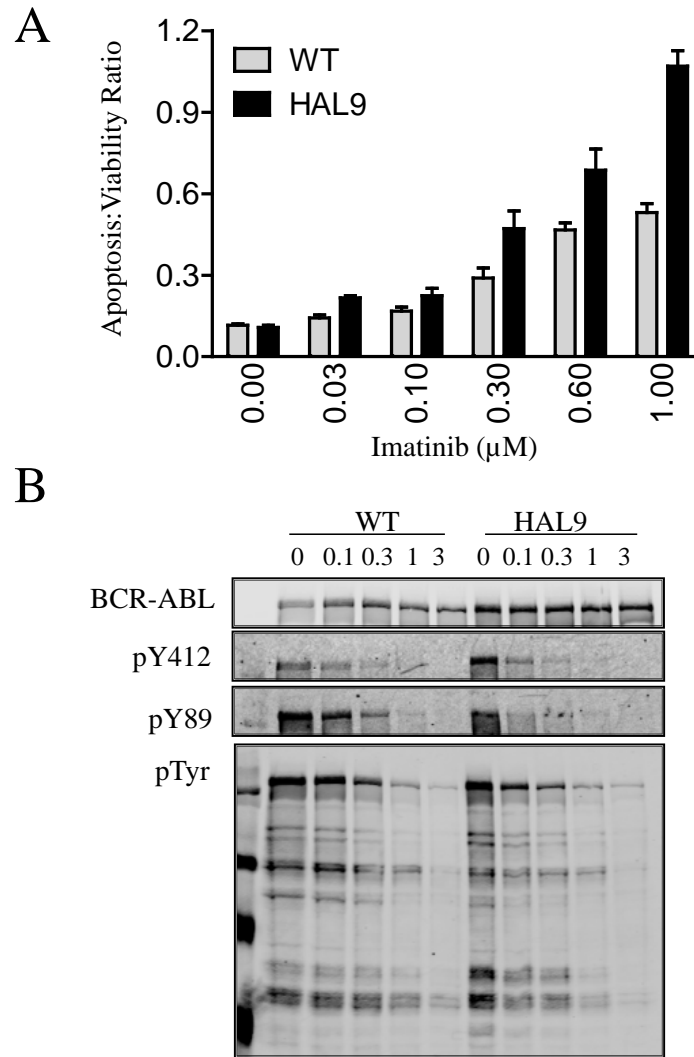 A
Apoptosis:Viability Ratio
1.2
0.9
0.6
0.3
0.0
WT
HAL9
0.00
0.03
0.10
0.30
0.60
1.00
Imatinib (µM)
B
WT HAL9
0 0.1 0.3 1 3 0 0.1 0.3 1 3
BCR-ABL
pY412
pY89
pTyr